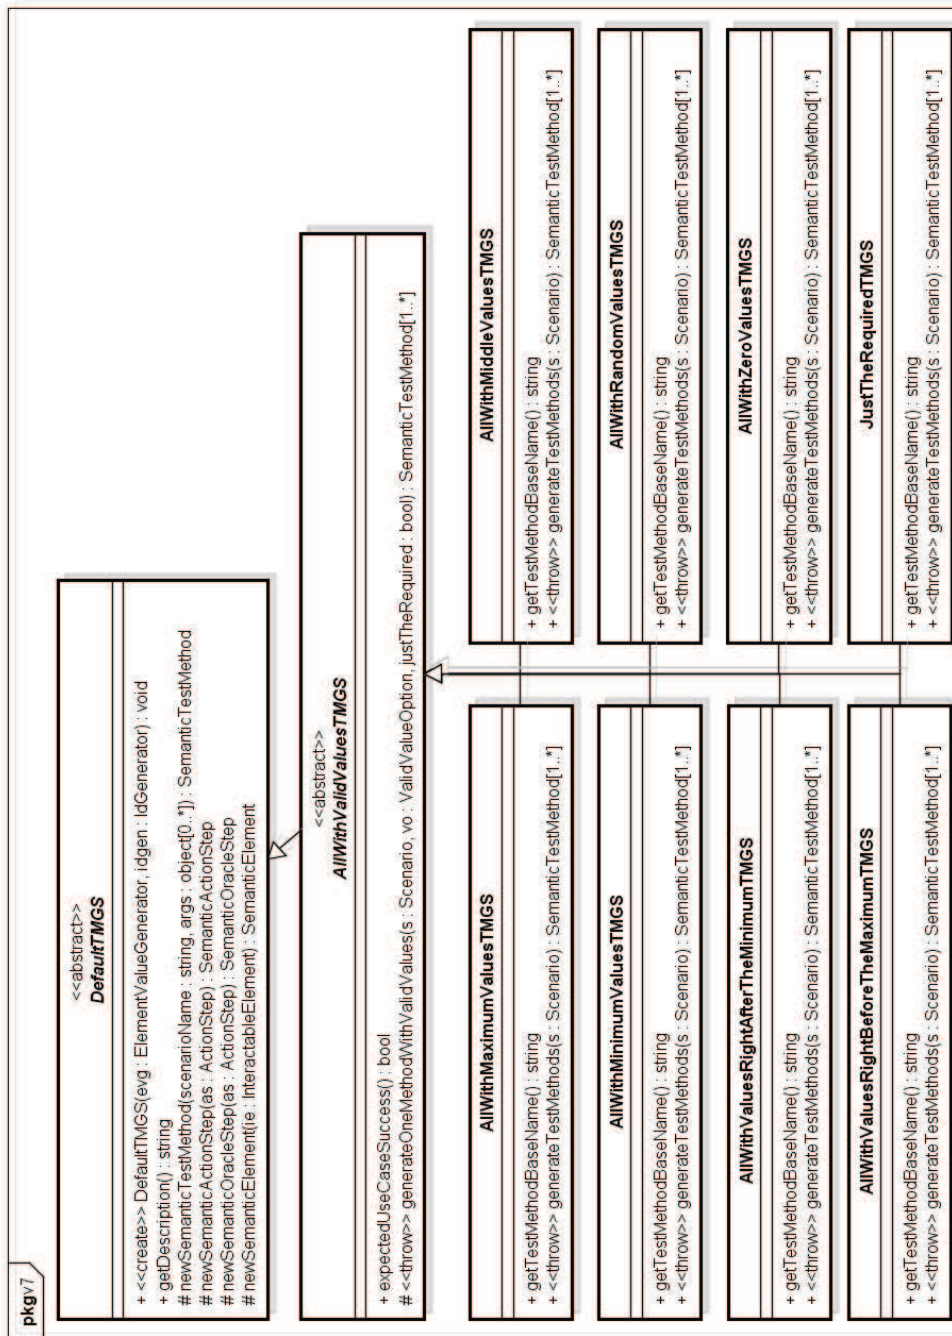 pkg v7
<<abstract>>
DefaultTMGS
+ <<create>> DefaultTMGS(evg : ElementValueGenerator, idgen : IdGenerator) : void
+ getDescription() : string
# newSemanticTestMethod(scenarioName : string, args : object[0..*]) : SemanticTestMethod
# newSemanticActionStep(as : ActionStep) : SemanticActionStep
# newSemanticOracleStep(as : ActionStep) : SemanticOracleStep
# newSemanticElement(ie : InteractableElement) : SemanticElement
<<abstract>>
AllWithValidValuesTMGS
+ expectedUseCaseSuccess() : bool
# <<throw>> generateOneMethodWithValidValues(s : Scenario, vo : ValidValueOption, justTheRequired : bool) : SemanticTestMethod[1..*]
AllWithMaximumValuesTMGS
+ getTestMethodBaseName() : string
+ <<throw>> generateTestMethods(s : Scenario) : SemanticTestMethod[1..*]
AllWithMiddleValuesTMGS
+ getTestMethodBaseName() : string
+ <<throw>> generateTestMethods(s : Scenario) : SemanticTestMethod[1..*]
AllWithMinimumValuesTMGS
+ getTestMethodBaseName() : string
+ <<throw>> generateTestMethods(s : Scenario) : SemanticTestMethod[1..*]
AllWithRandomValuesTMGS
+ getTestMethodBaseName() : string
+ <<throw>> generateTestMethods(s : Scenario) : SemanticTestMethod[1..*]
AllWithValuesRightAfterTheMinimumTMGS
+ getTestMethodBaseName() : string
+ <<throw>> generateTestMethods(s : Scenario) : SemanticTestMethod[1..*]
AllWithZeroValuesTMGS
+ getTestMethodBaseName() : string
+ <<throw>> generateTestMethods(s : Scenario) : SemanticTestMethod[1..*]
AllWithValuesRightBeforeTheMaximumTMGS
+ getTestMethodBaseName() : string
+ <<throw>> generateTestMethods(s : Scenario) : SemanticTestMethod[1..*]
JustTheRequiredTMGS
+ getTestMethodBaseName() : string
+ <<throw>> generateTestMethods(s : Scenario) : SemanticTestMethod[1..*]